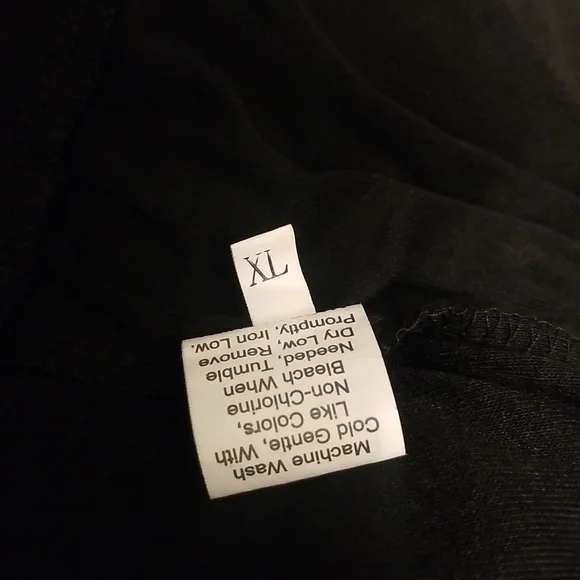 XL
Machine Wash
Cold Gentle, With
Like Colors,
Non-Chlorine
Bleach When
Needed, Tumble
Dry Low, Remove
Promptly, Iron Low.